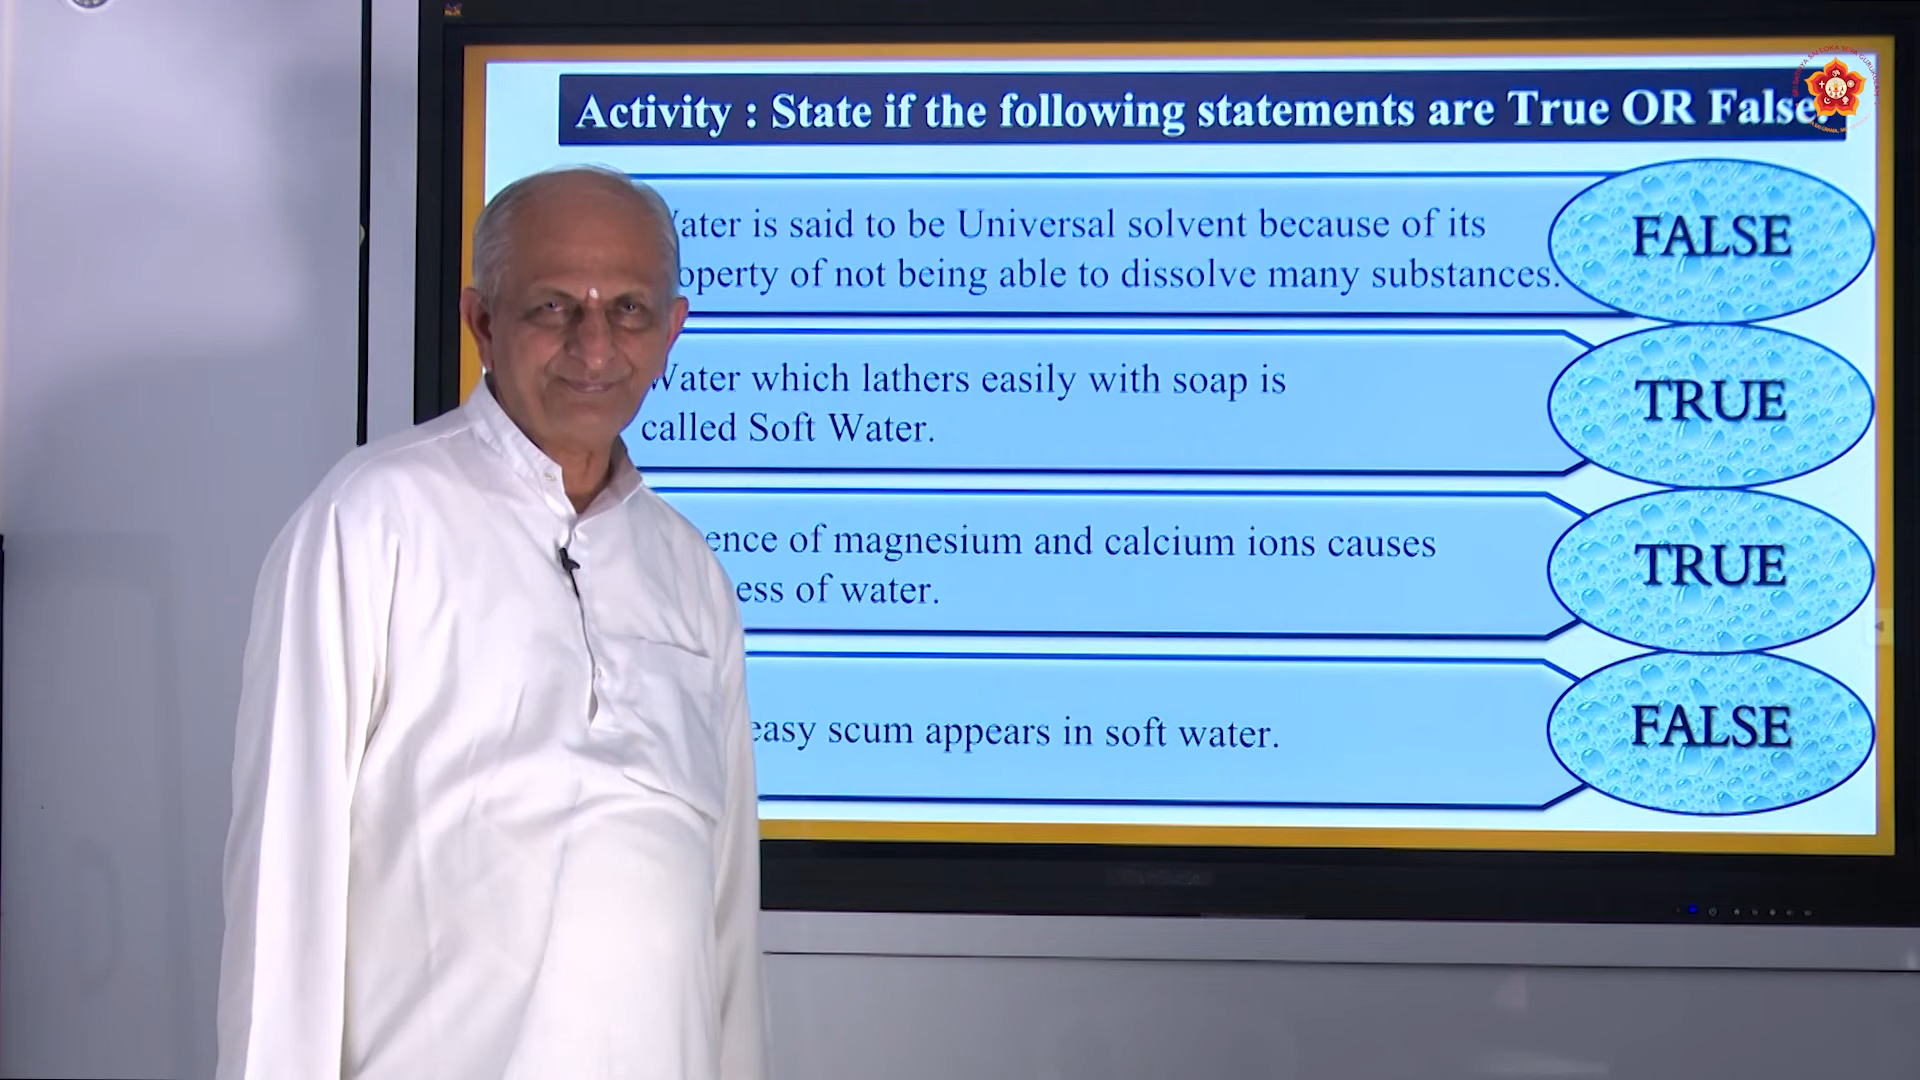 Activity : State if the following statements are True OR False.
ater is said to be Universal solvent because of its
operty of not being able to dissolve many substances.
FALSE
Water which lathers easily with soap is
called Soft Water.
TRUE
ence of magnesium and calcium ions causes
ess of water.
TRUE
easy scum appears in soft water.
FALSE